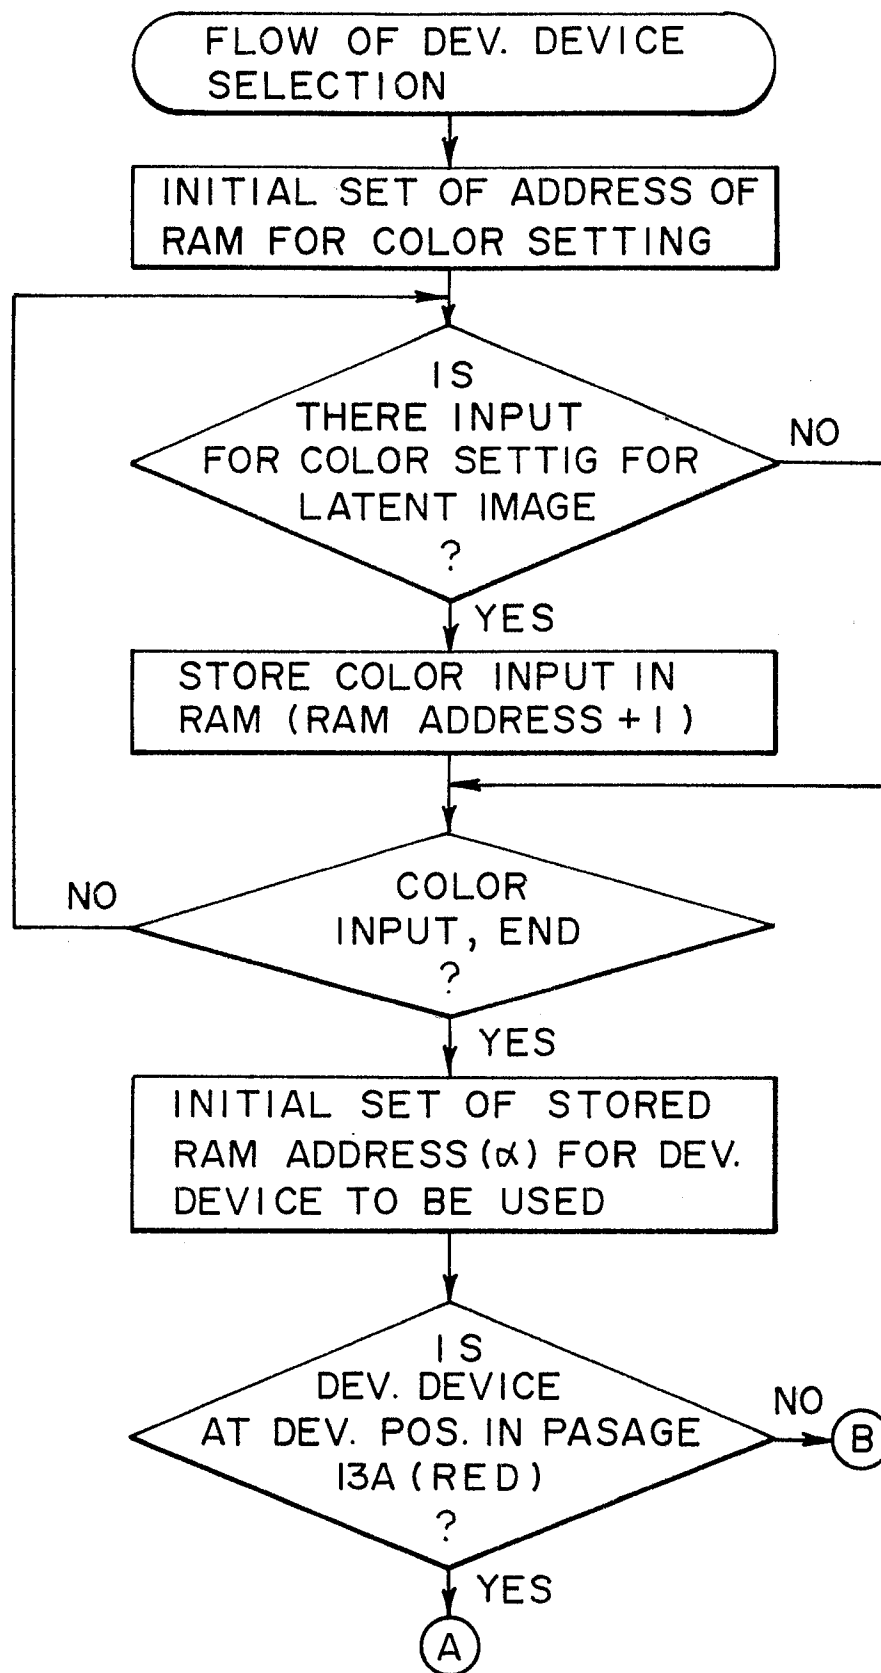 FLOW OF DEV. DEVICE
SELECTION
INITIAL SET OF ADDRESS OF
RAM FOR COLOR SETTING
IS
THERE INPUT
FOR COLOR SETTIG FOR
LATENT IMAGE
?
NO
YES
STORE COLOR INPUT IN
RAM (RAM ADDRESS + 1)
COLOR
INPUT, END
?
NO
YES
INITIAL SET OF STORED
RAM ADDRESS (α) FOR DEV.
DEVICE TO BE USED
IS
DEV. DEVICE
AT DEV. POS. IN PASAGE
13A (RED)
?
NO
B
YES
A